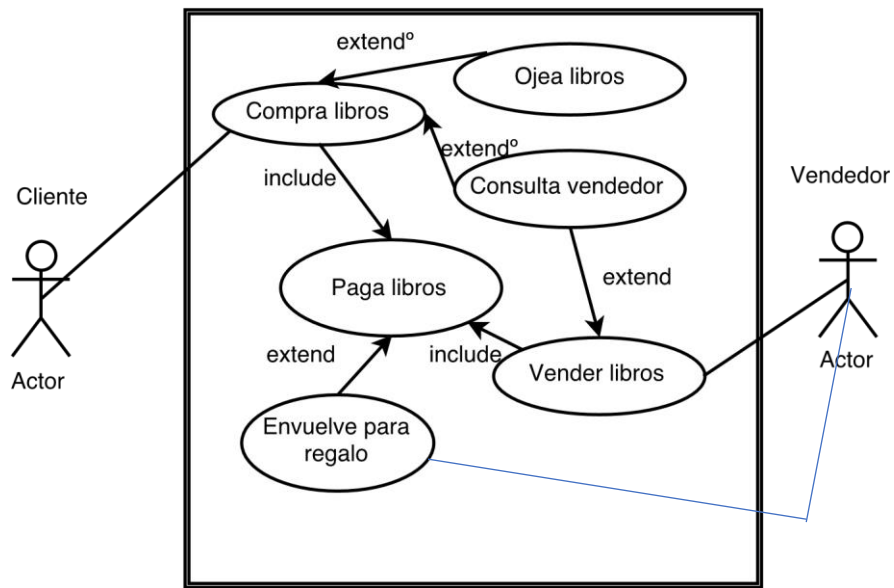 extendº
Ojea libros
Compra libros
extendº
include
Consulta vendedor
Cliente
Vendedor
Paga libros
extend
extend
include
Vender libros
Actor
Actor
Envuelve para
regalo